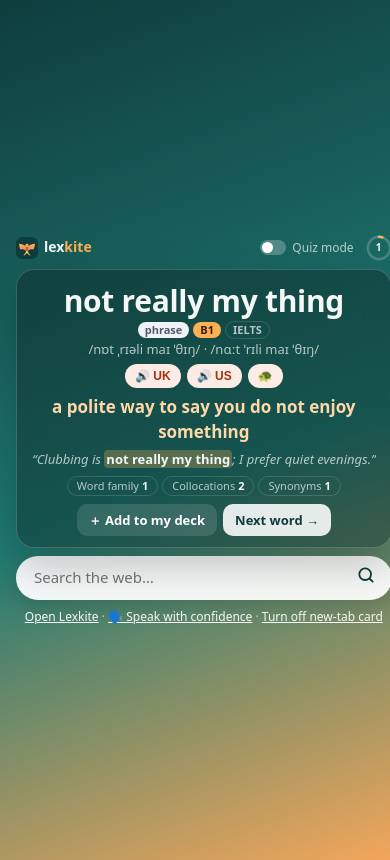 lexkite
Quiz mode
1
not really my thing
phrase B1 IELTS
/nɒt ˌrɪəli maɪ ˈθɪŋ/ · /nɑːt ˈrɪli maɪ ˈθɪŋ/
UK US
a polite way to say you do not enjoy
something
“Clubbing is not really my thing; I prefer quiet evenings.”
Word family 1 Collocations 2 Synonyms 1
+ Add to my deck Next word →
Search the web...
Open Lexkite · Speak with confidence · Turn off new-tab card